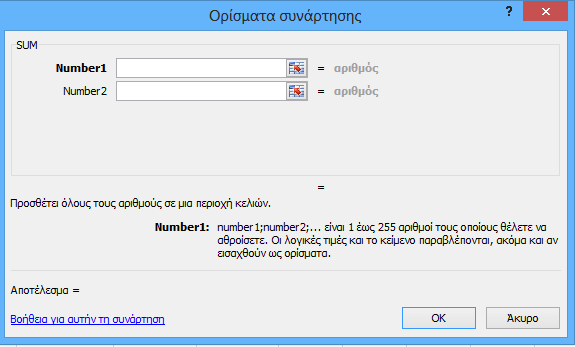 Ορίσματα συνάρτησης
?
SUM
Number1 = αριθμός
Number2 = αριθμός
=
Προσθέτει όλους τους αριθμούς σε μια περιοχή κελιών.
Number1: number1;number2;... είναι 1 έως 255 αριθμοί τους οποίους θέλετε να
αθροίσετε. Οι λογικές τιμές και το κείμενο παραβλέπονται, ακόμα και αν
εισαχθούν ως ορίσματα.
Αποτέλεσμα =
Βοήθεια για αυτήν τη συνάρτηση
OK
Άκυρο